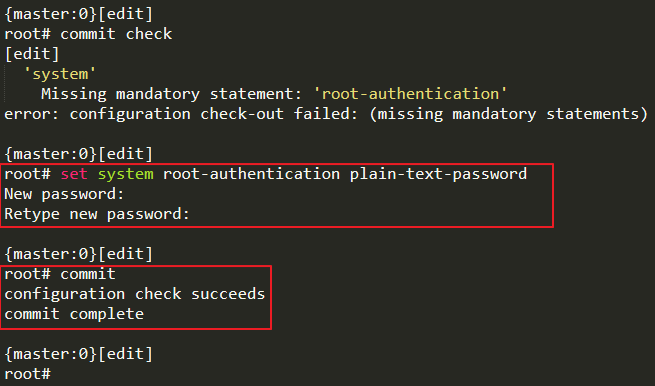 {master:0}[edit]
root# commit check
[edit]
  'system'
    Missing mandatory statement: 'root-authentication'
error: configuration check-out failed: (missing mandatory statements)

{master:0}[edit]
root# set system root-authentication plain-text-password
New password:
Retype new password:

{master:0}[edit]
root# commit
configuration check succeeds
commit complete

{master:0}[edit]
root#